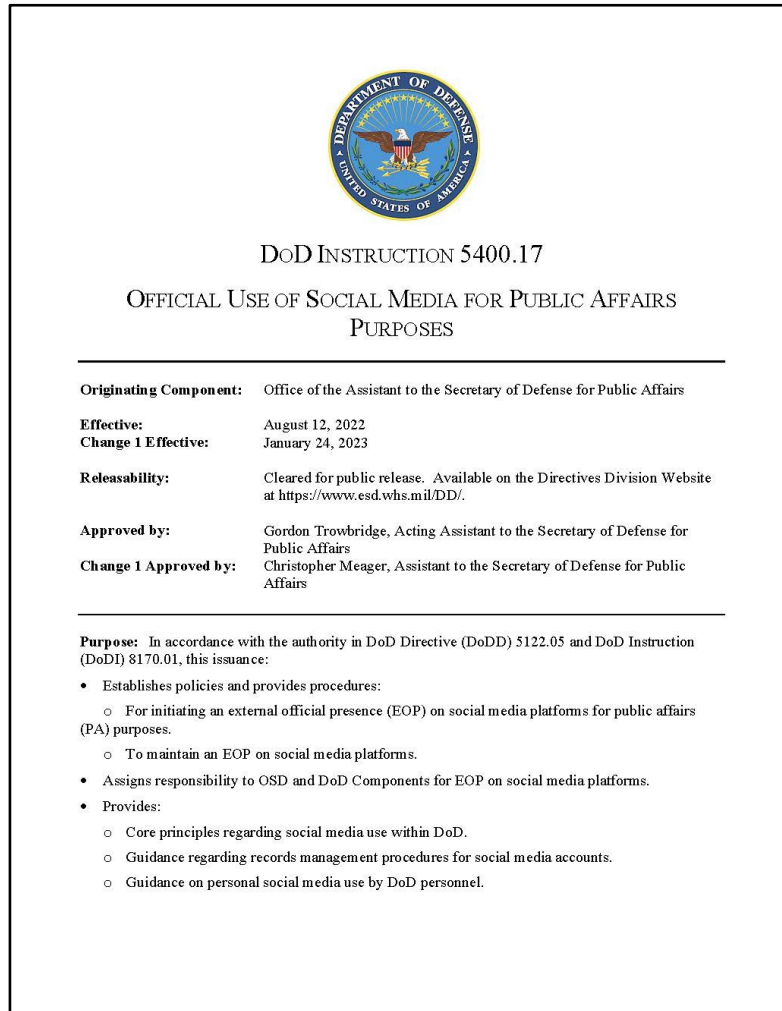 DEPARTMENT OF DEFENSE
UNITED STATES OF AMERICA
DOD INSTRUCTION 5400.17
OFFICIAL USE OF SOCIAL MEDIA FOR PUBLIC AFFAIRS
PURPOSES
Originating Component: Office of the Assistant to the Secretary of Defense for Public Affairs
Effective: August 12, 2022
Change 1 Effective: January 24, 2023
Releasability: Cleared for public release. Available on the Directives Division Website
at https://www.esd.whs.mil/DD/.
Approved by: Gordon Trowbridge, Acting Assistant to the Secretary of Defense for
Public Affairs
Change 1 Approved by: Christopher Meager, Assistant to the Secretary of Defense for Public
Affairs
Purpose: In accordance with the authority in DoD Directive (DoDD) 5122.05 and DoD Instruction
(DoDI) 8170.01, this issuance:
• Establishes policies and provides procedures:
o For initiating an external official presence (EOP) on social media platforms for public affairs
(PA) purposes.
o To maintain an EOP on social media platforms.
• Assigns responsibility to OSD and DoD Components for EOP on social media platforms.
• Provides:
o Core principles regarding social media use within DoD.
o Guidance regarding records management procedures for social media accounts.
o Guidance on personal social media use by DoD personnel.